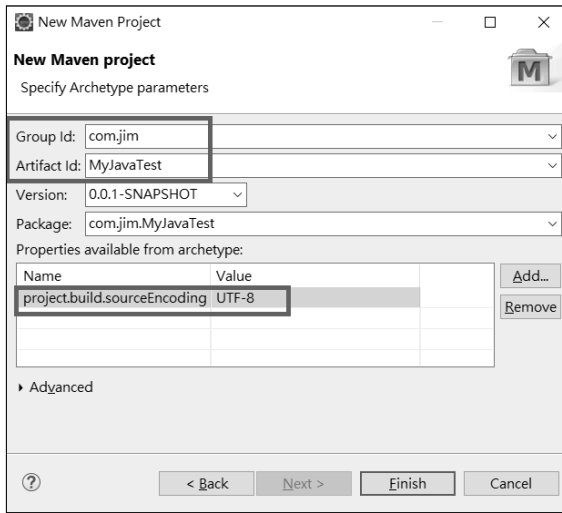 New Maven Project
New Maven project
Specify Archetype parameters
M
Group Id: com.jim
Artifact Id: MyJavaTest
Version: 0.0.1-SNAPSHOT
Package: com.jim.MyJavaTest
Properties available from archetype:
Name Value Add...
project.build.sourceEncoding UTF-8 Remove
Advanced
? < Back Next > Finish Cancel